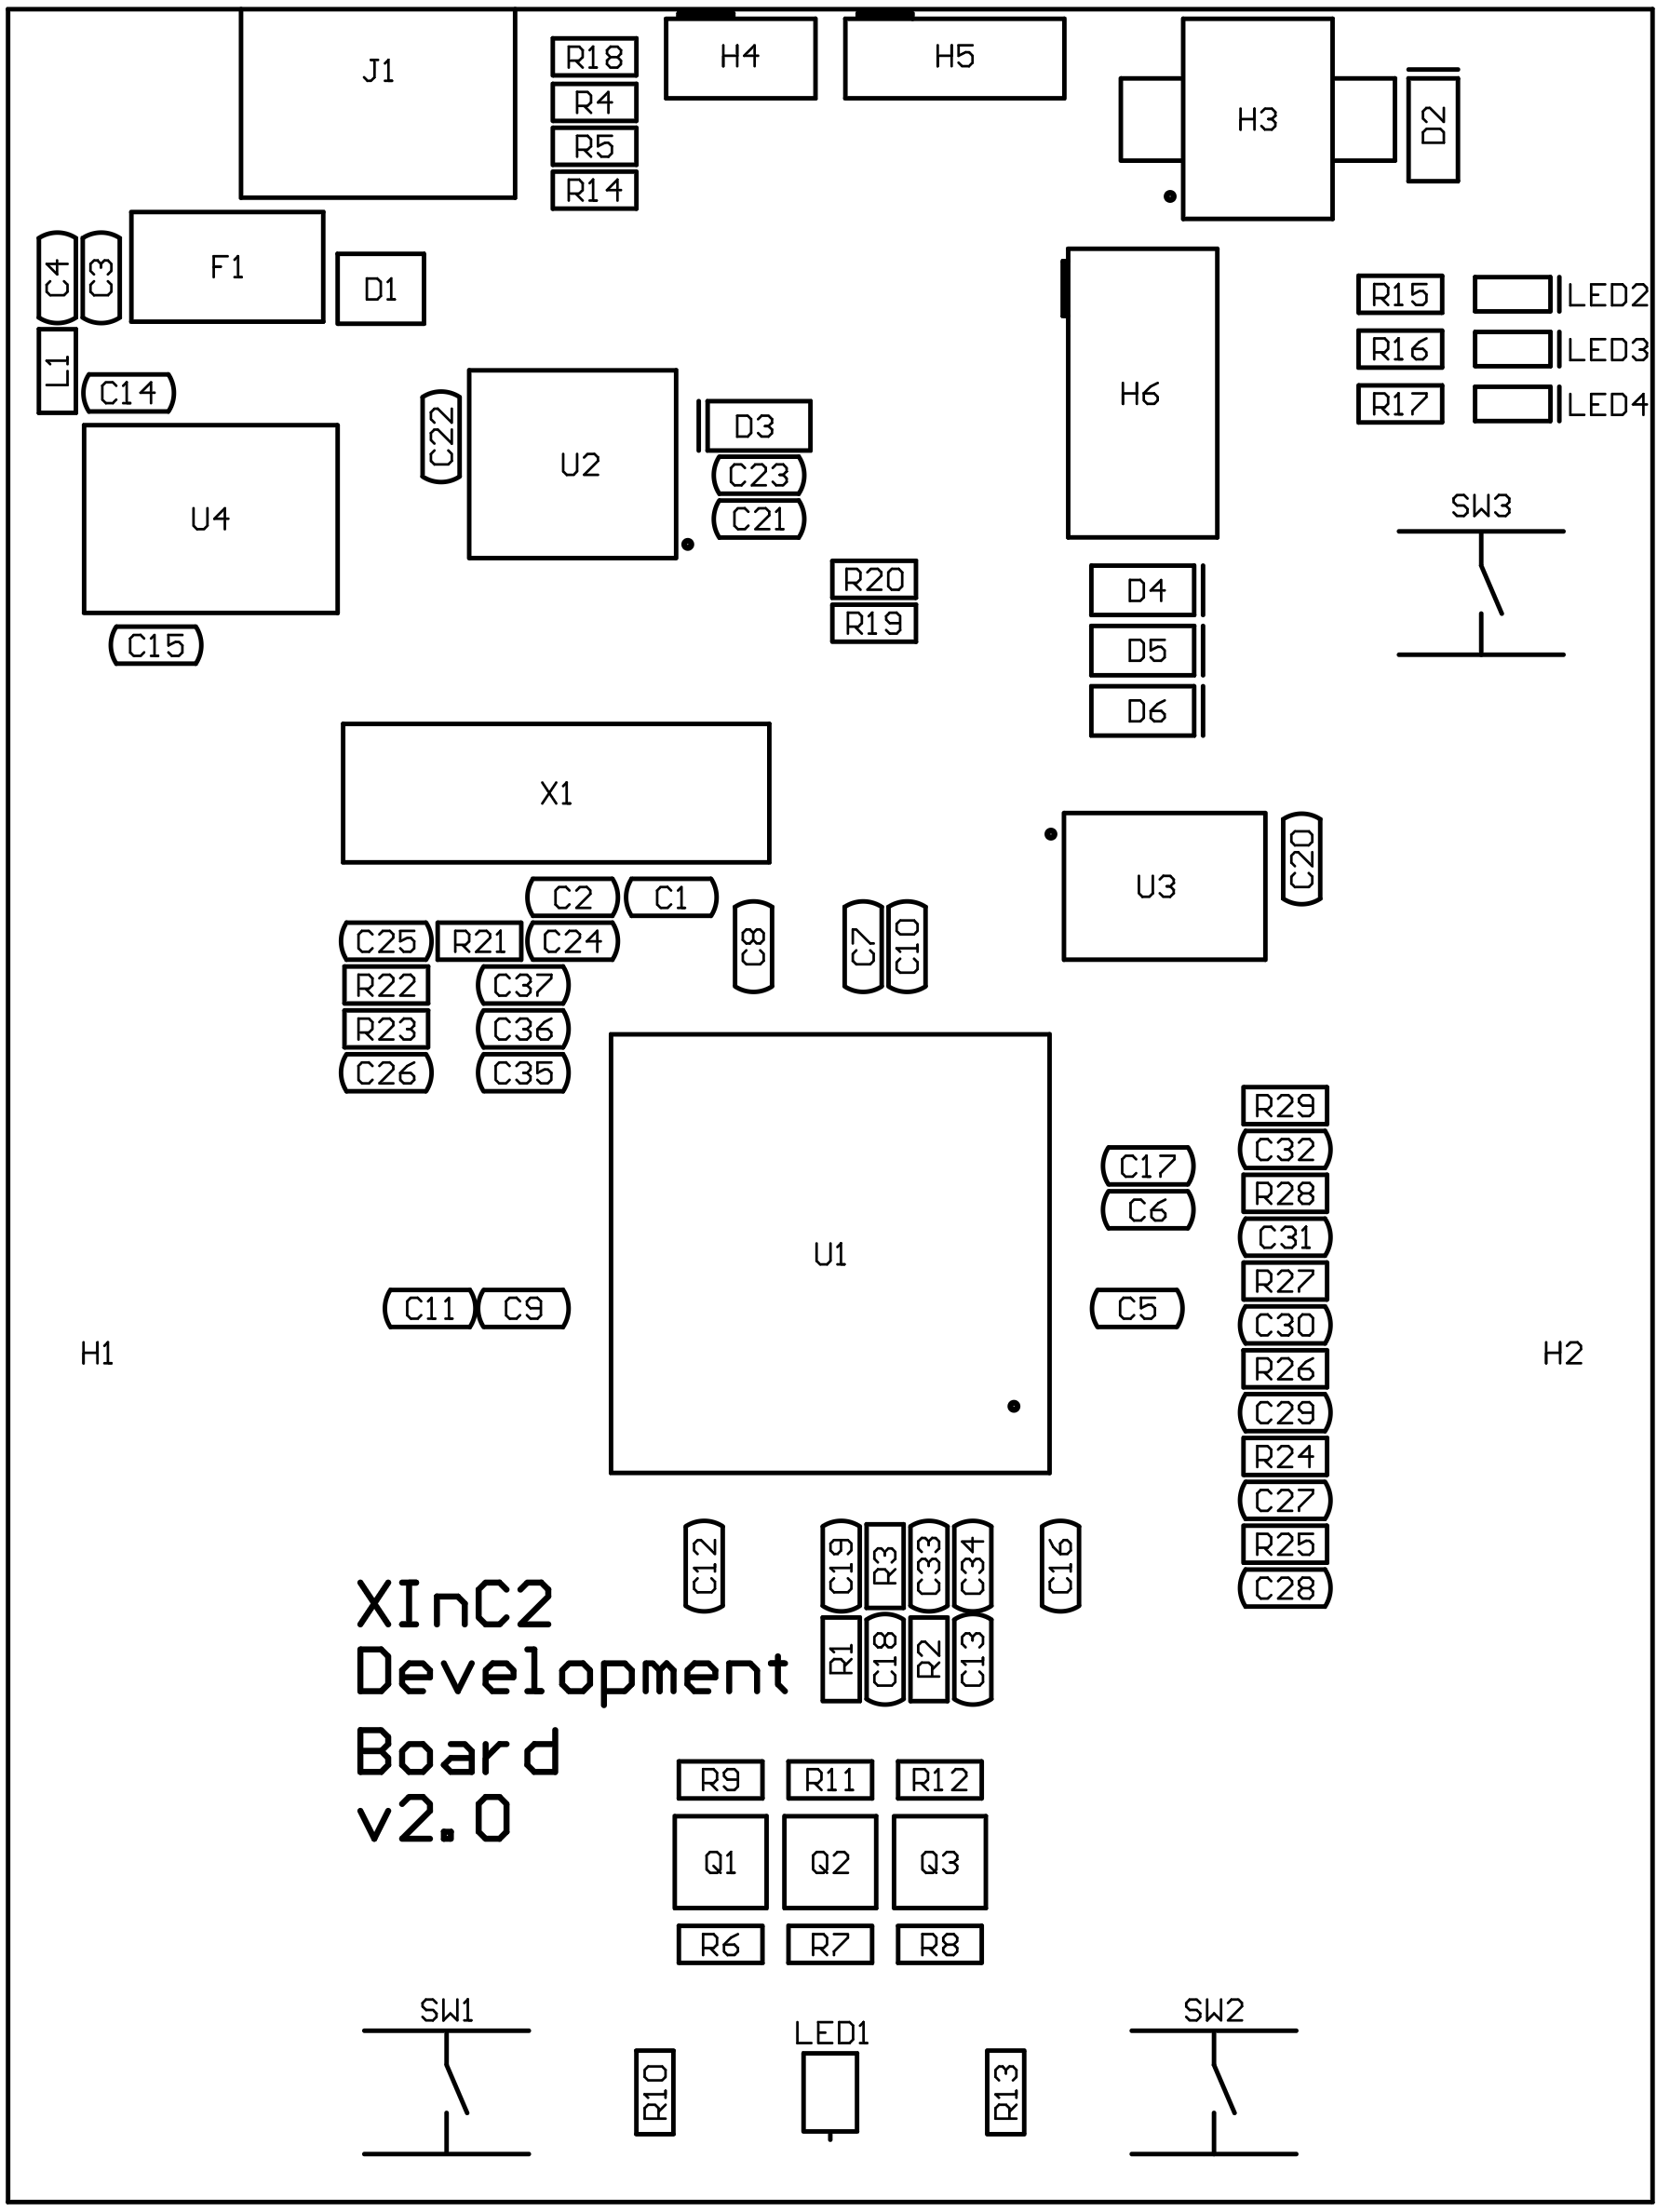 J1
R18
R4
R5
R14
H4
H5
H3
D2
C4
C3
F1
D1
L1
C14
U4
C15
C22
U2
D3
C23
C21
R20
R19
H6
R15
LED2
R16
LED3
R17
LED4
SW3
D4
D5
D6
X1
U3
C20
C2
C1
C25
R21
C24
R22
C37
R23
C36
C26
C35
C8
C7
C10
U1
C17
C6
C5
C11
C9
H1
H2
R29
C32
R28
C31
R27
C30
R26
C29
R24
C27
R25
C28
C12
C19
R3
C33
C34
C16
R1
C18
R2
C13
XInC2
Development
Board
v2.0
R9
R11
R12
Q1
Q2
Q3
R6
R7
R8
SW1
R10
LED1
R13
SW2